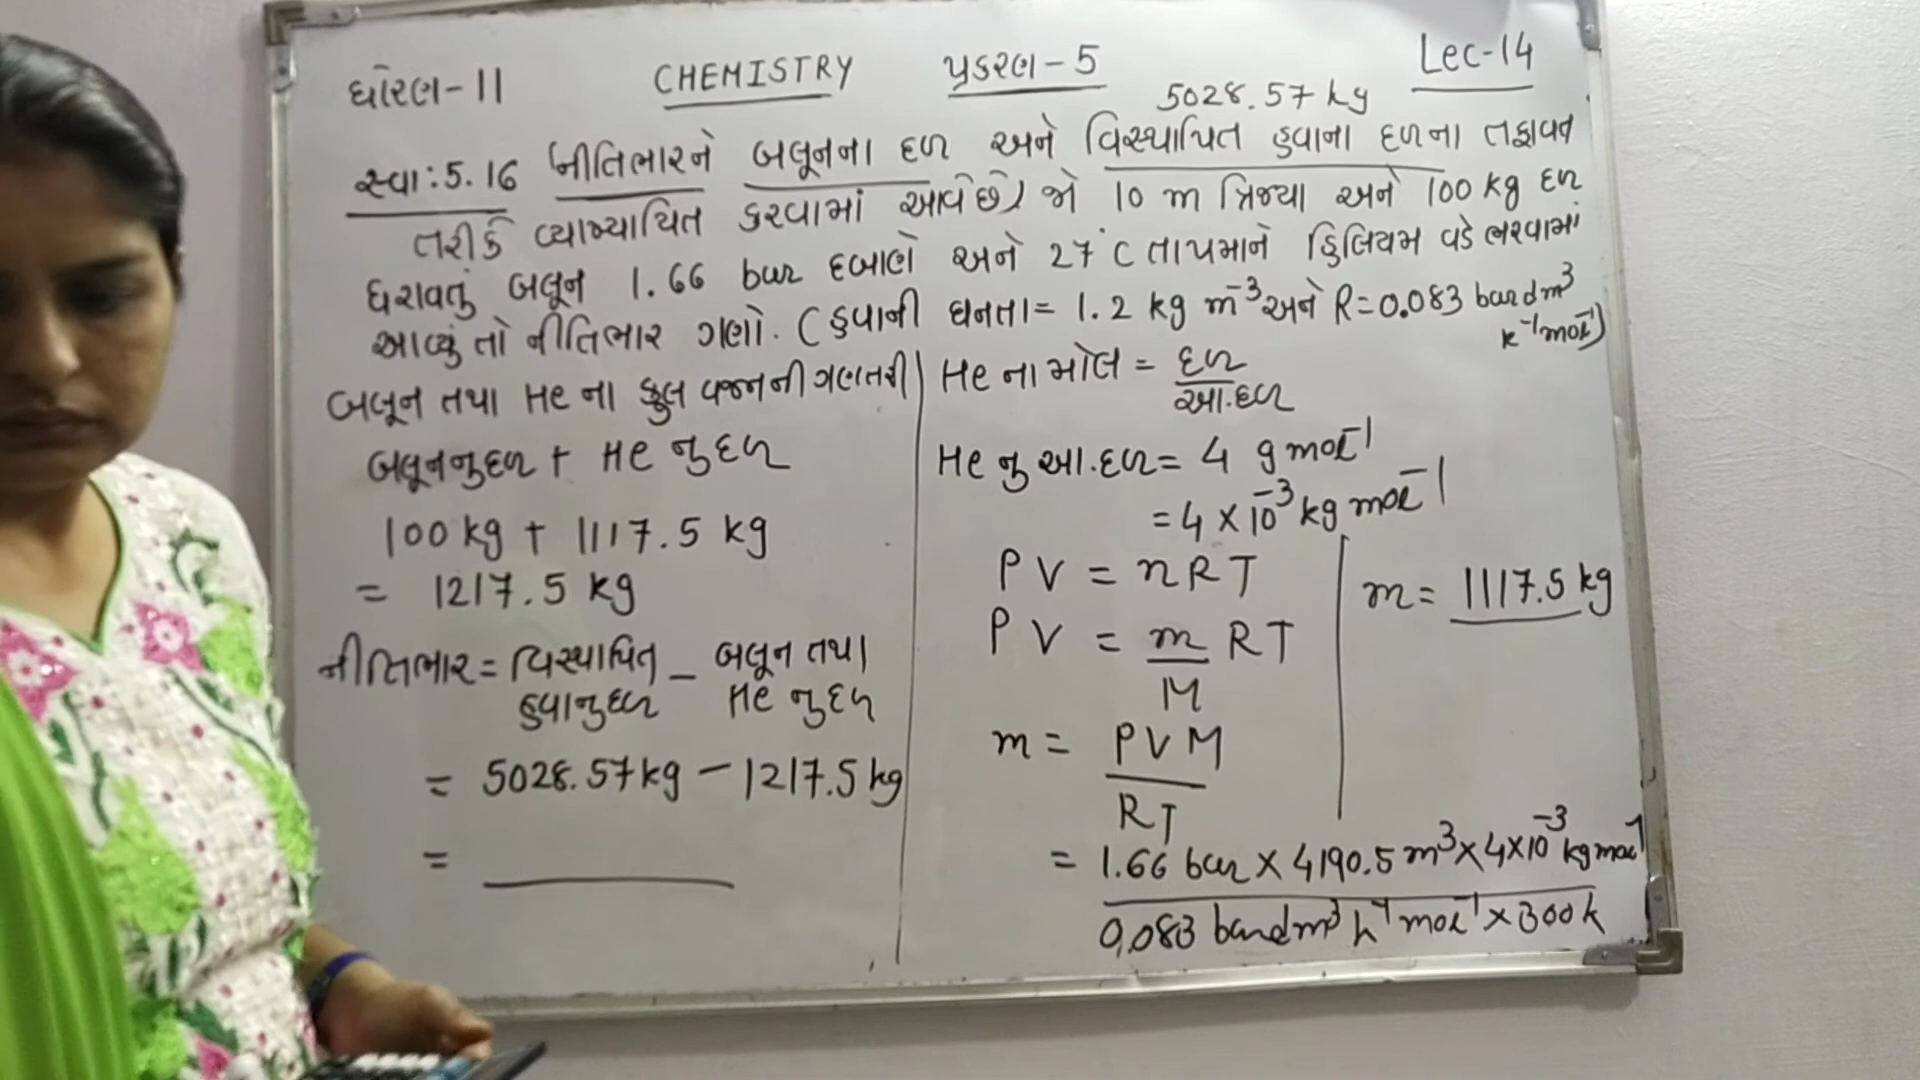 ધોરણ-11 CHEMISTRY પ્રકરણ-5 Lec-14
5028.57 kg
સ્વા:5.16 નીતિભારને બલૂનના દળ અને વિસ્થાપિત હવાના દળના તફાવત
તરીકે વ્યાખ્યાયિત કરવામાં આવે છે, જો 10 m ત્રિજ્યા અને 100 kg દળ
ધરાવતું બલૂન 1.66 bar દબાણે અને 27°C તાપમાને હિલિયમ વડે ભરવામાં
આવ્યું તો નીતિભાર ગણો. (હવાની ઘનતા = 1.2 kg m⁻³ અને R=0.083 bar dm³
K⁻¹ mol⁻¹)
બલૂન તથા He ના કુલ વજનની ગણતરી
બલૂનનુ દળ + He નુ દળ
100 kg + 1117.5 kg
= 1217.5 kg
નીતિભાર = વિસ્થાપિત – બલૂન તથા
હવાનુ દળ He નુ દળ
= 5028.57 kg – 1217.5 kg
=
He ના મોલ = દળ
આ.દળ
He નુ આ.દળ = 4 g mol⁻¹
= 4 × 10⁻³ kg mol⁻¹
PV = nRT
PV = m RT
M
m = PVM
RT
= 1.66 bar × 4190.5 m³ × 4×10⁻³ kg mol⁻¹
0.083 bar dm³ k⁻¹ mol⁻¹ × 300 k
m = 1117.5 kg